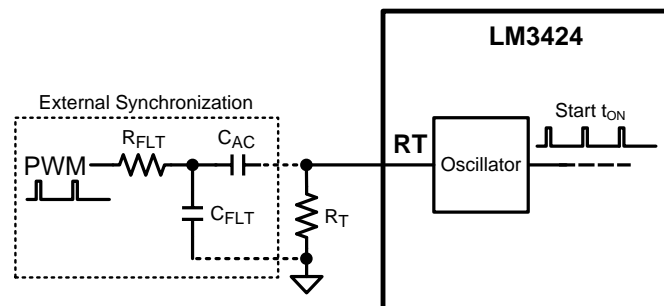 LM3424
External Synchronization
Start tON
RFLT
CAC
PWM
RT
Oscillator
CFLT
RT